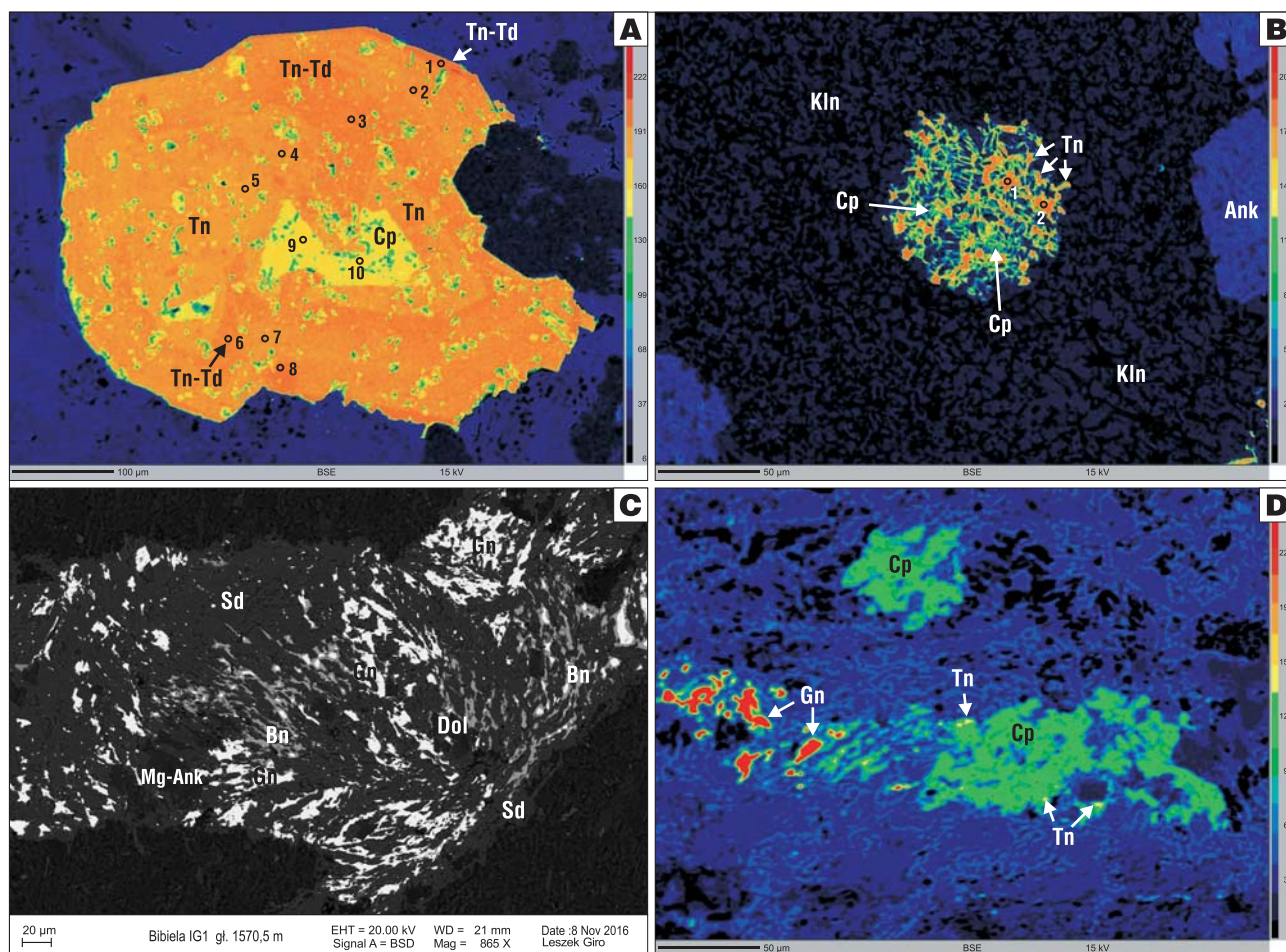 A
Tn-Td
Tn-Td
1
2
3
4
5
Tn
Tn
9
Cp
10
6
7
8
Tn-Td
222
191
160
130
99
68
37
6
100 µm BSE 15 kV
B
Kln
Tn
1
2
Cp
Cp
Ank
Kln
50 µm BSE 15 kV
C
Gn
Sd
Gn
Bn
Bn
Dol
Mg-Ank
Gn
Sd
20 µm
Bibiela IG1 gł. 1570,5 m
EHT = 20.00 kV WD = 21 mm Date :8 Nov 2016
Signal A = BSD Mag = 865 X Leszek Giro
D
Cp
Tn
Gn
Cp
Tn
50 µm BSE 15 kV